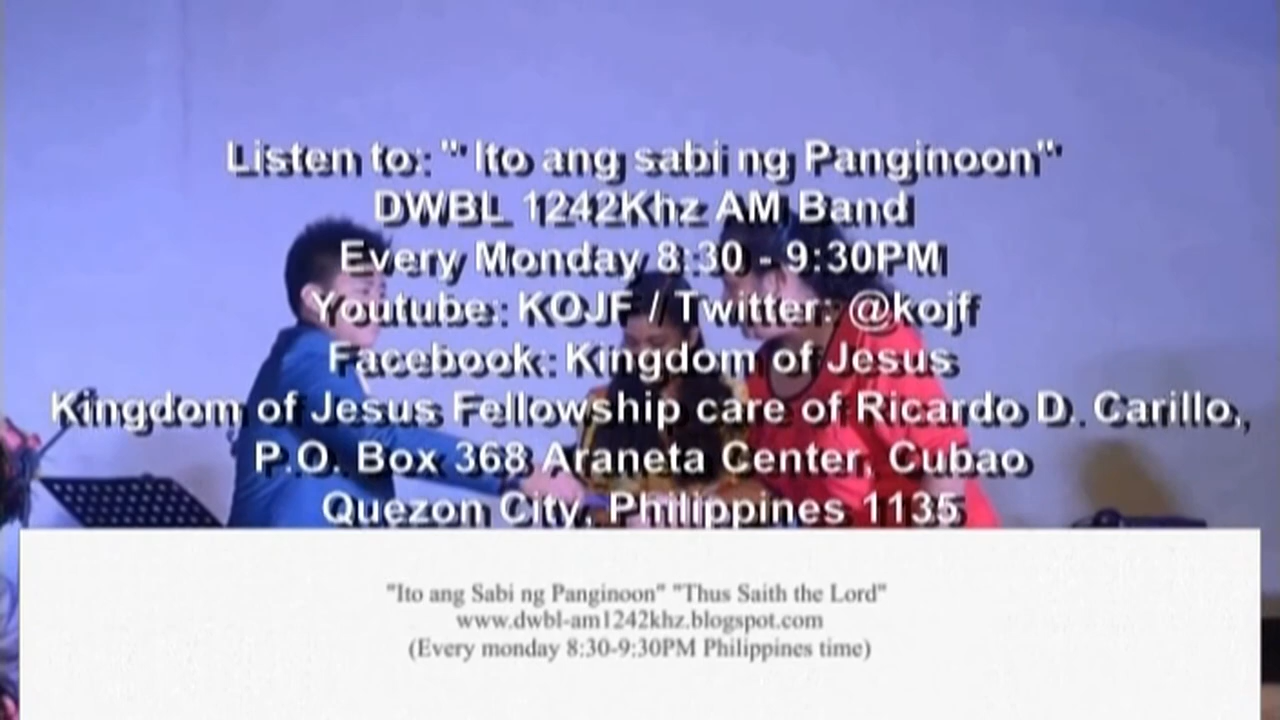 Listen to: " Ito ang sabi ng Panginoon"
DWBL 1242Khz AM Band
Every Monday 8:30 - 9:30PM
Youtube: KOJF / Twitter: @kojff
Facebook: Kingdom of Jesus
Kingdom of Jesus Fellowship care of Ricardo D. Carillo,
P.O. Box 368 Araneta Center, Cubao
Quezon City, Philippines 1135
"Ito ang Sabi ng Panginoon" "Thus Saith the Lord"
www.dwbl-am1242khz.blogspot.com
(Every monday 8:30-9:30PM Philippines time)